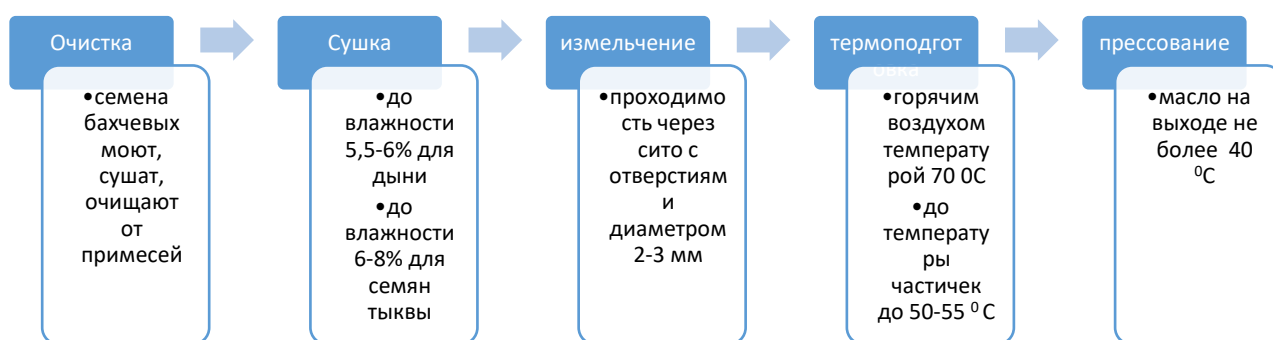 Очистка
•семена
бахчевых
моют,
сушат,
очищают
от
примесей
Сушка
•до
влажности
5,5-6% для
дыни
•до
влажности
6-8% для
семян
тыквы
измельчение
•проходимо
сть через
сито с
отверстиям
и
диаметром
2-3 мм
термоподгот
овка
•горячим
воздухом
температу
рой 70 0С
•до
температу
ры
частичек
до 50-55 ⁰ С
прессование
•масло на
выходе не
более 40
⁰С